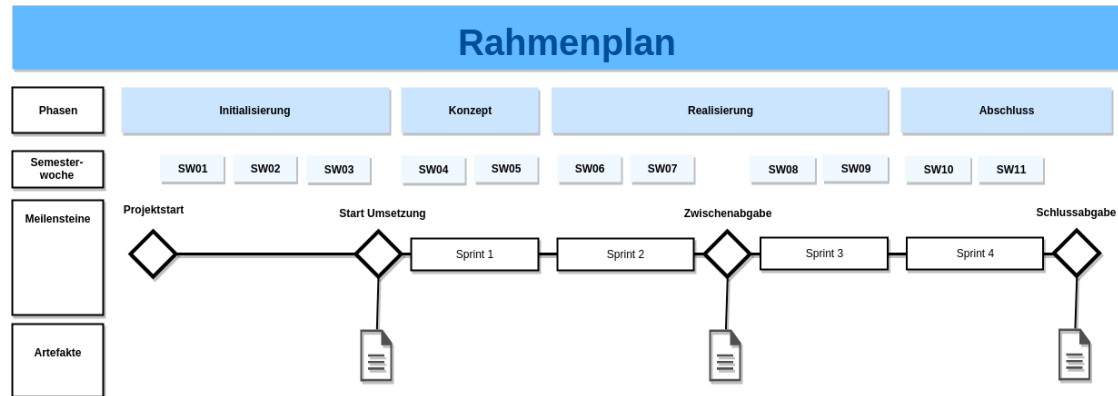 Rahmenplan
Phasen
Initialisierung
Konzept
Realisierung
Abschluss
Semester-
woche
SW01
SW02
SW03
SW04
SW05
SW06
SW07
SW08
SW09
SW10
SW11
Meilensteine
Projektstart
Start Umsetzung
Zwischenabgabe
Schlussabgabe
Sprint 1
Sprint 2
Sprint 3
Sprint 4
Artefakte